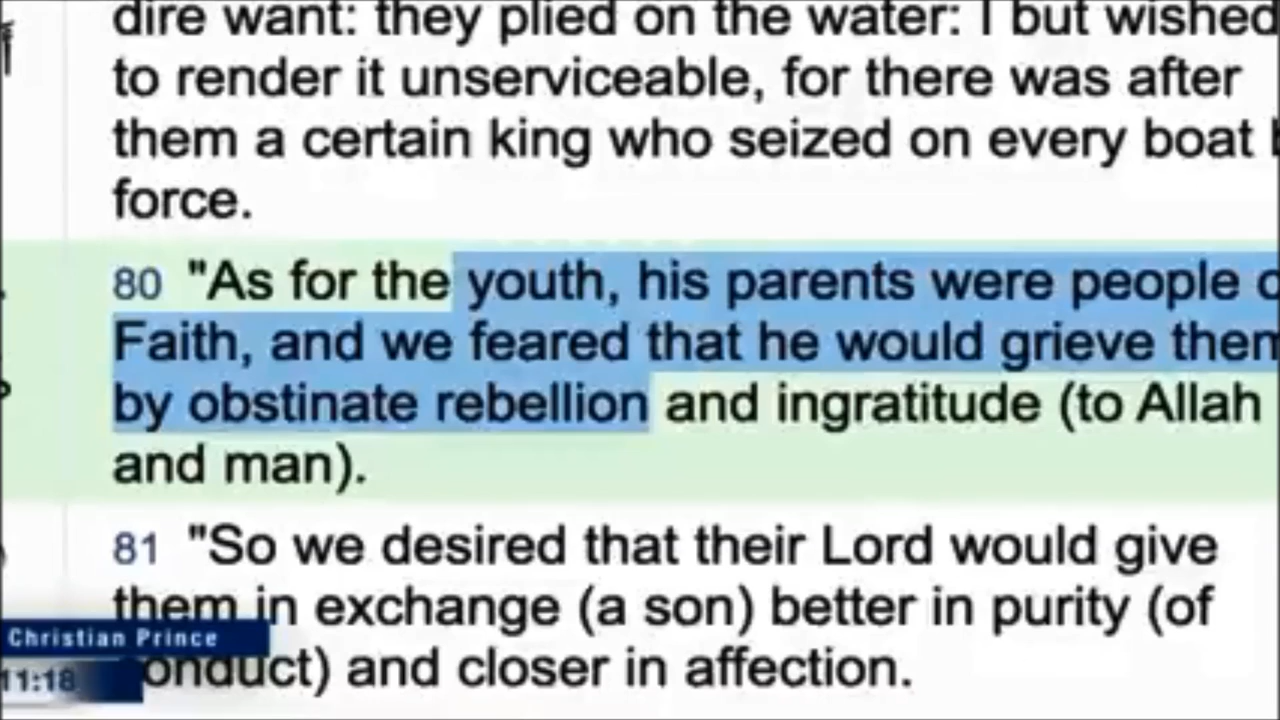 dire want: they plied on the water: I but wished
to render it unserviceable, for there was after
them a certain king who seized on every boat
force.
80 "As for the youth, his parents were people
Faith, and we feared that he would grieve
by obstinate rebellion and ingratitude (to Allah
and man).
81 "So we desired that their Lord would give
them in exchange (a son) better in purity (of
onduct) and closer in affection.
Christian Prince
11:18